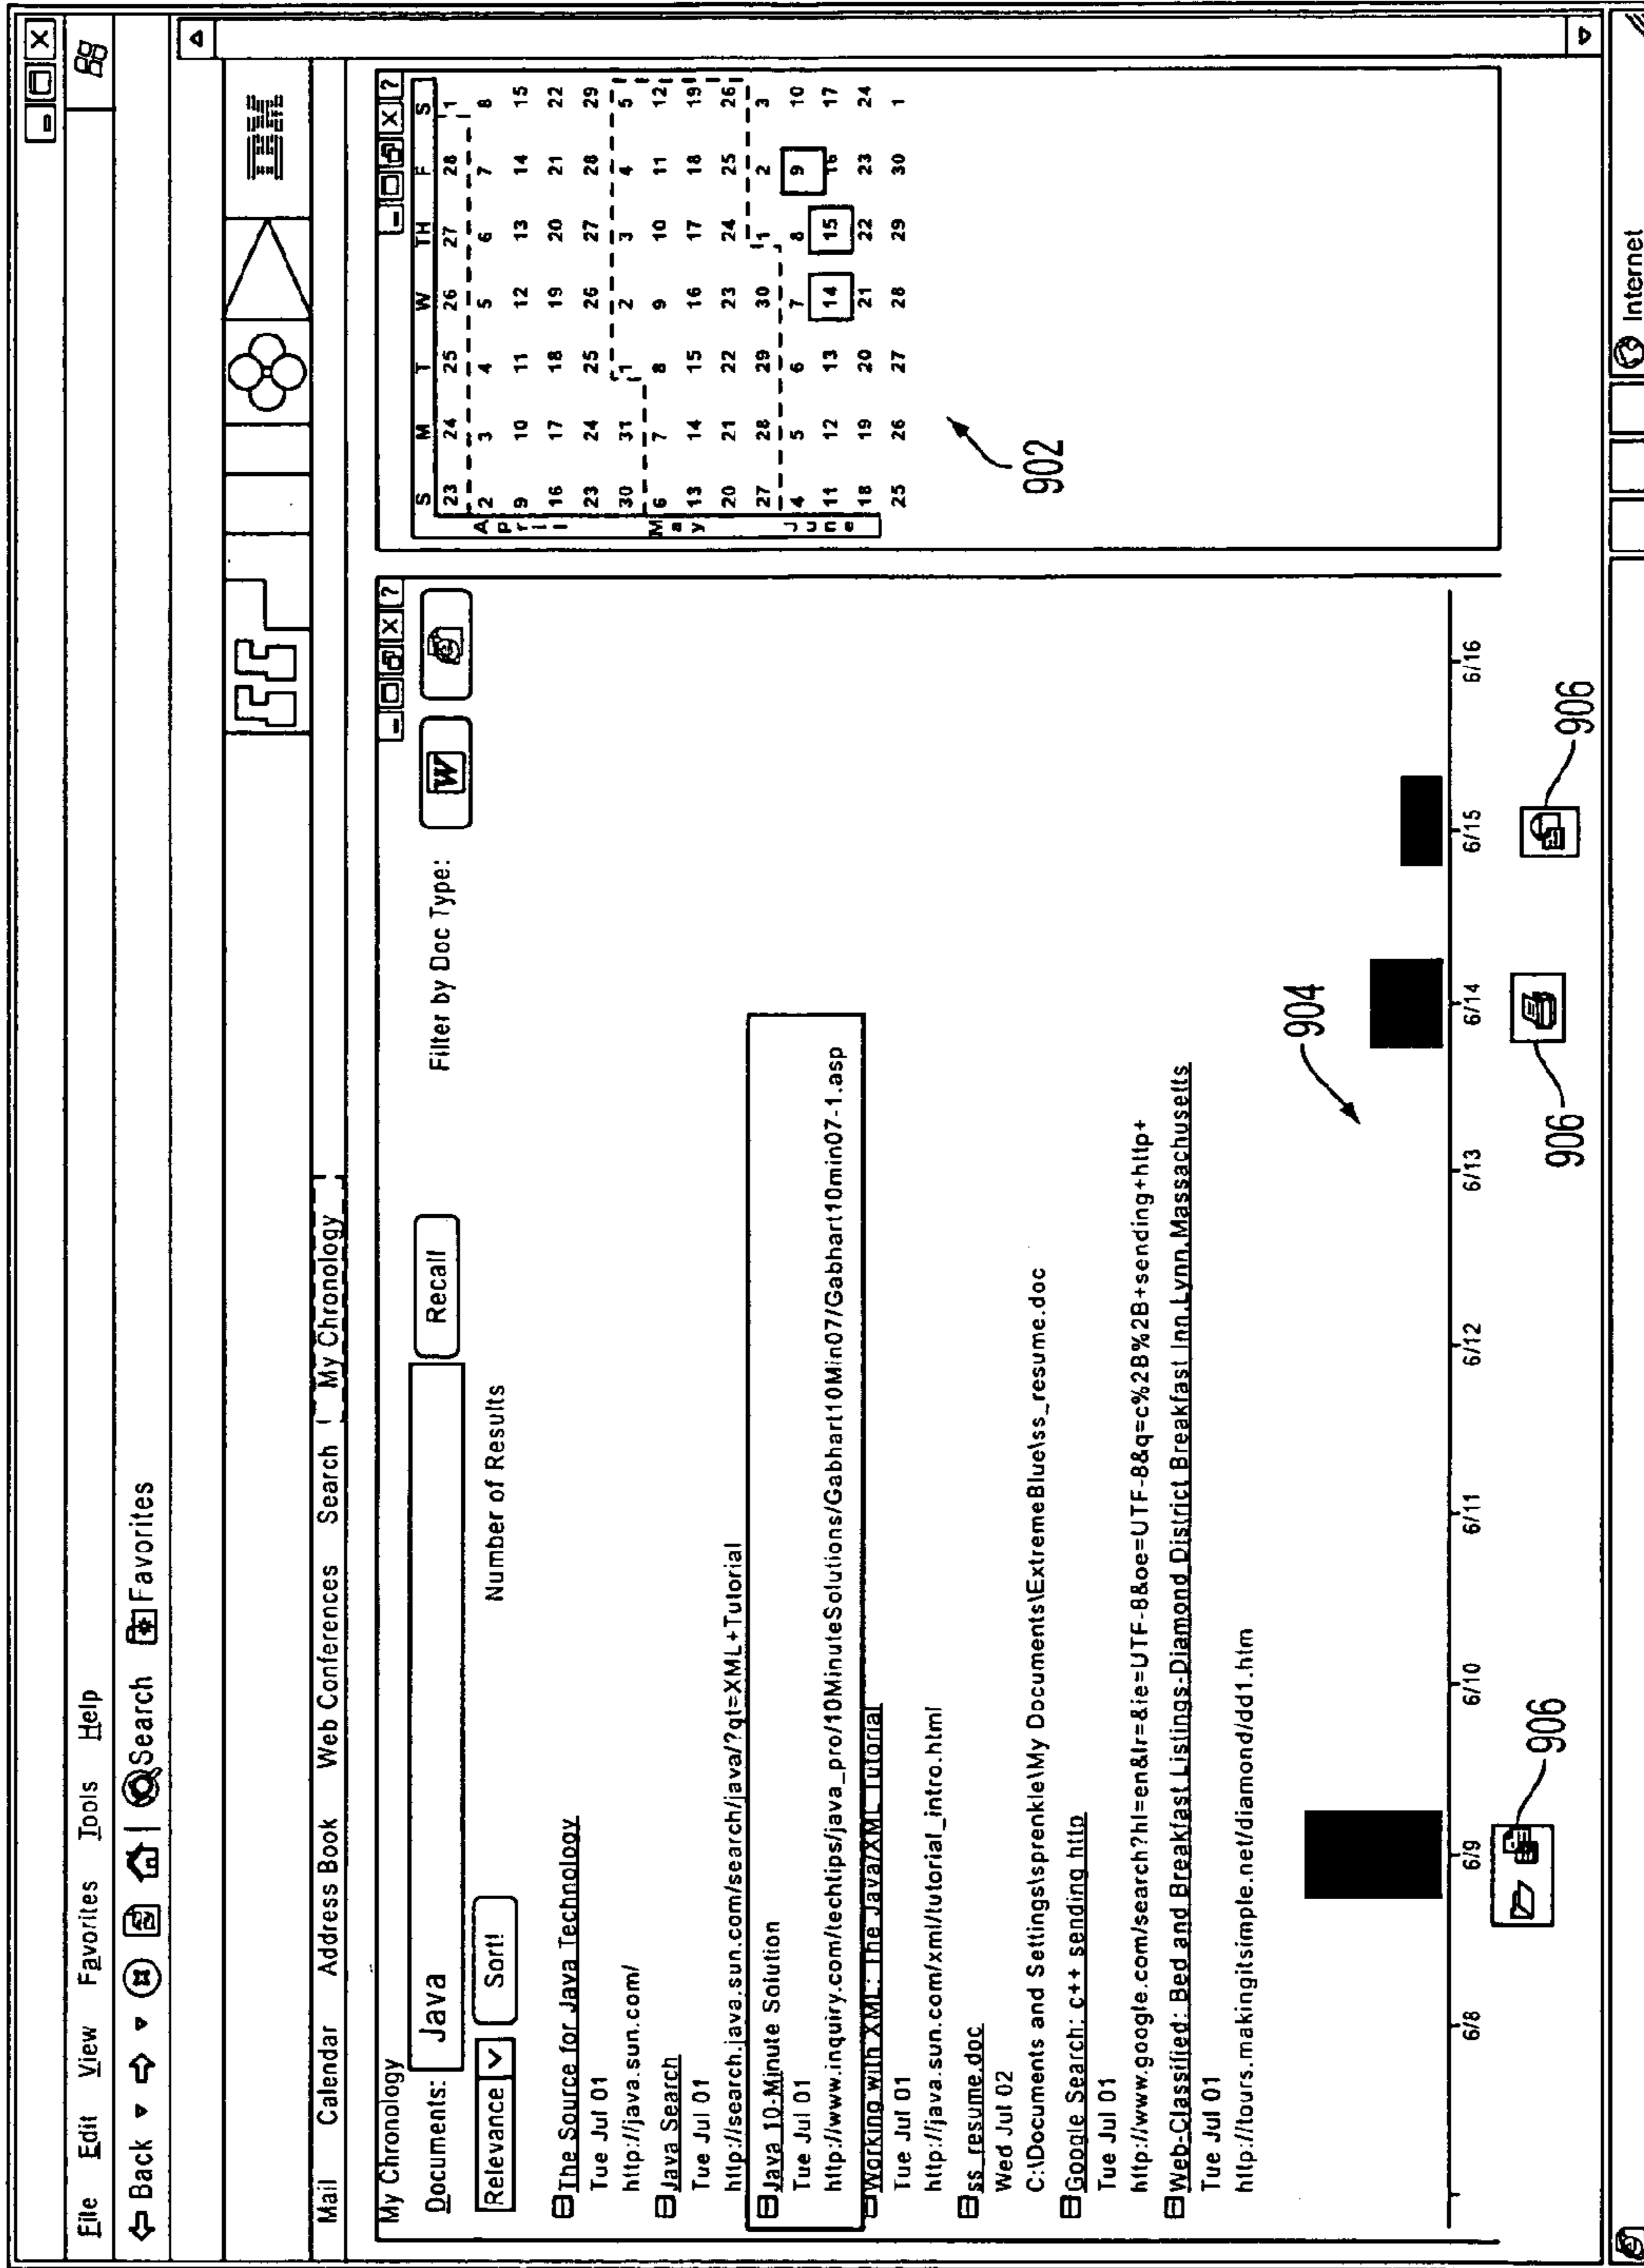 File Edit View Favorites Tools Help
Back Search Favorites
IBM
Mail Calendar Address Book Web Conferences Search My Chronology
My Chronology
Documents: Java Recall Filter by Doc Type: W
Relevance Sort! Number of Results
The Source for Java Technology
Tue Jul 01
http://java.sun.com/
Java Search
Tue Jul 01
http://search.java.sun.com/search/java/?qt=XML+Tutorial
Java 10-Minute Solution
Tue Jul 01
http://www.inquiry.com/techtips/java_pro/10MinuteSolutions/Gabhart10Min07/Gabhart10min07-1.asp
Working with XML: The Java/XML Tutorial
Tue Jul 01
http://java.sun.com/xml/tutorial_intro.html
ss_resume.doc
Wed Jul 02
C:\Documents and Settings\ssprenkle\My Documents\ExtremeBlue\ss_resume.doc
Google Search: c++ sending http
Tue Jul 01
http://www.google.com/search?hl=en&lr=&ie=UTF-8&oe=UTF-8&q=c%2B%2B+sending+http+
Web-Classified: Bed and Breakfast Listings-Diamond District Breakfast Inn.Lynn.Massachusetts
Tue Jul 01
http://tours.makingitsimple.net/diamond/dd1.htm
904
6/8 6/9 6/10 6/11 6/12 6/13 6/14 6/15 6/16
906 906 906
S M T W TH F S
23 24 25 26 27 28 1
2 3 4 5 6 7 8
9 10 11 12 13 14 15
16 17 18 19 20 21 22
23 24 25 26 27 28 29
30 31 1 2 3 4 5
6 7 8 9 10 11 12
13 14 15 16 17 18 19
20 21 22 23 24 25 26
27 28 29 30 1 2 3
4 5 6 7 8 9 10
11 12 13 14 15 16 17
18 19 20 21 22 23 24
25 26 27 28 29 30 1
April
May
June
902
Internet